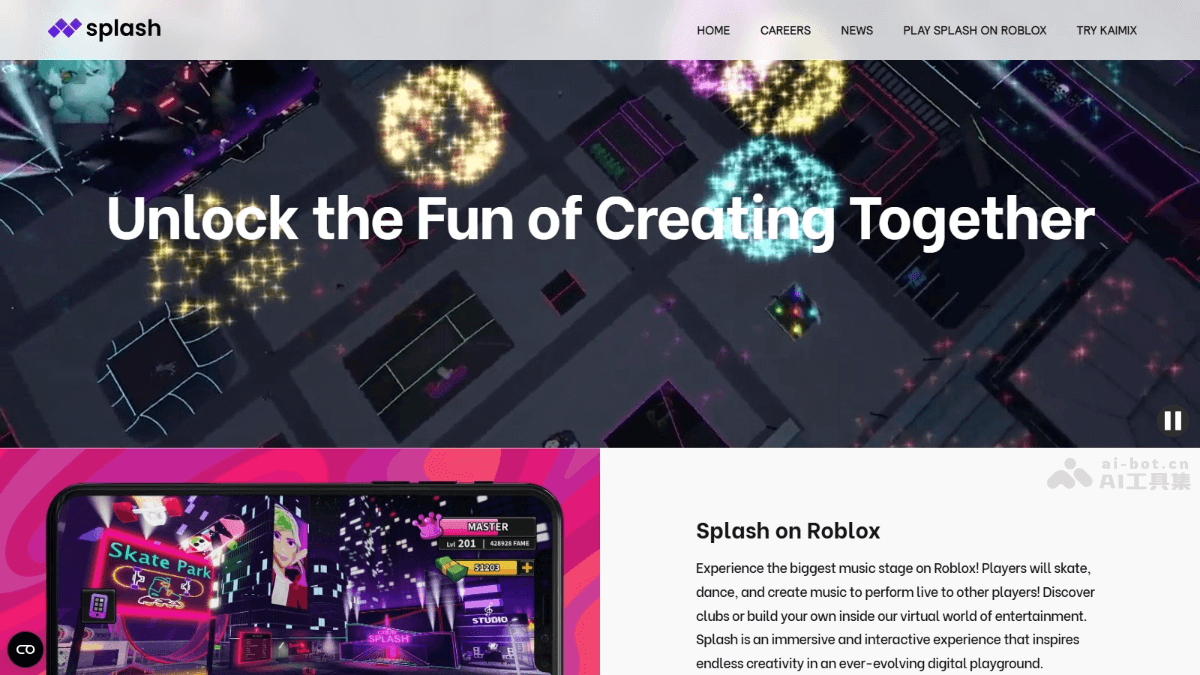 splash
HOME
CAREERS
NEWS
PLAY SPLASH ON ROBLOX
TRY KAIMIX
Unlock the Fun of Creating Together
ai-bot.cn
AI工具集
MASTER
Lvl 201 | 428928 FAME
$1203
Skate Park
STUDIO
SPLASH
Splash on Roblox
Experience the biggest music stage on Roblox! Players will skate,
dance, and create music to perform live to other players! Discover
clubs or build your own inside our virtual world of entertainment.
Splash is an immersive and interactive experience that inspires
endless creativity in an ever-evolving digital playground.